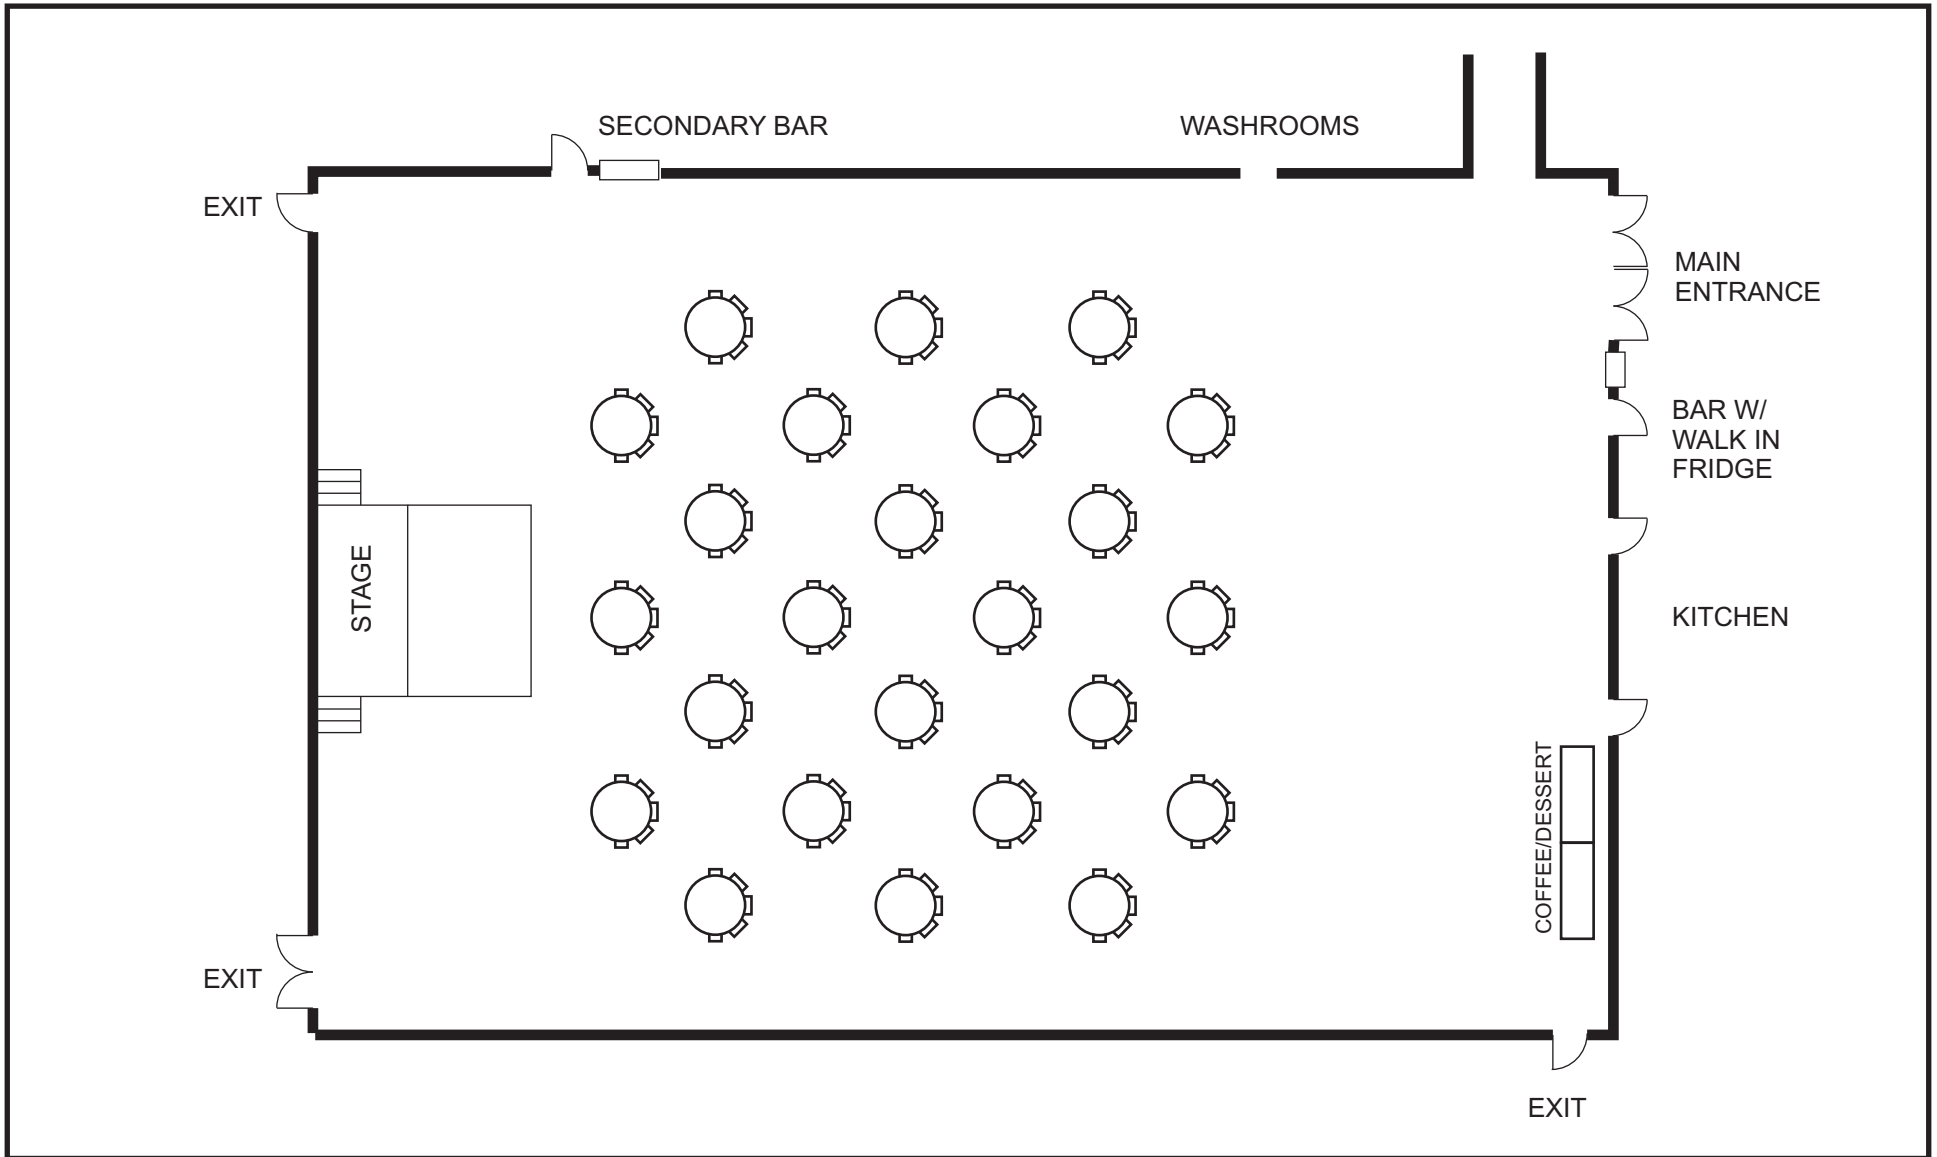 SECONDARY BAR
WASHROOMS
EXIT
MAIN
ENTRANCE
BAR W/
WALK IN
FRIDGE
STAGE
KITCHEN
COFFEE/DESSERT
EXIT
EXIT